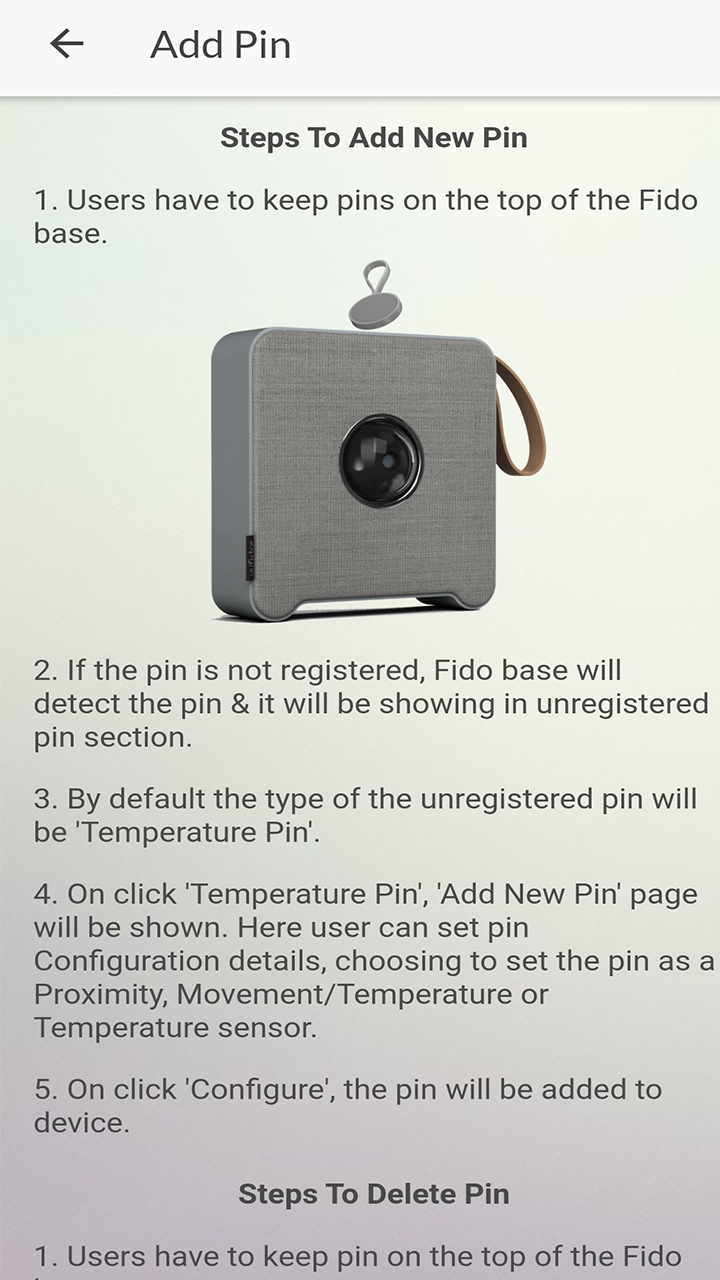 Add Pin
Steps To Add New Pin
1. Users have to keep pins on the top of the Fido
base.
2. If the pin is not registered, Fido base will
detect the pin & it will be showing in unregistered
pin section.
3. By default the type of the unregistered pin will
be 'Temperature Pin'.
4. On click 'Temperature Pin', 'Add New Pin' page
will be shown. Here user can set pin
Configuration details, choosing to set the pin as a
Proximity, Movement/Temperature or
Temperature sensor.
5. On click 'Configure', the pin will be added to
device.
Steps To Delete Pin
1. Users have to keep pin on the top of the Fido